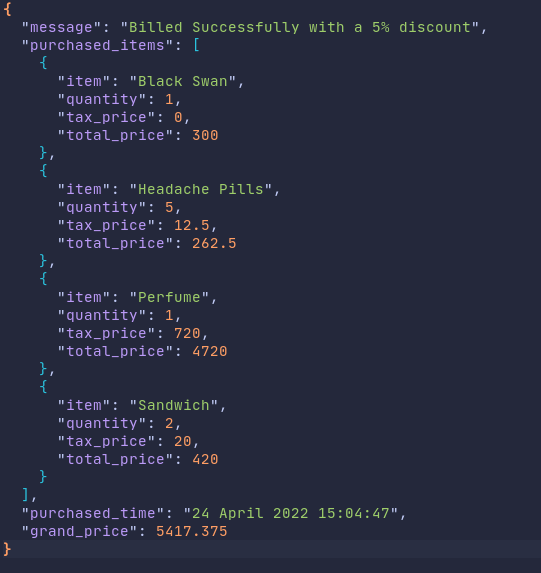 {
  "message": "Billed Successfully with a 5% discount",
  "purchased_items": [
    {
      "item": "Black Swan",
      "quantity": 1,
      "tax_price": 0,
      "total_price": 300
    },
    {
      "item": "Headache Pills",
      "quantity": 5,
      "tax_price": 12.5,
      "total_price": 262.5
    },
    {
      "item": "Perfume",
      "quantity": 1,
      "tax_price": 720,
      "total_price": 4720
    },
    {
      "item": "Sandwich",
      "quantity": 2,
      "tax_price": 20,
      "total_price": 420
    }
  ],
  "purchased_time": "24 April 2022 15:04:47",
  "grand_price": 5417.375
}